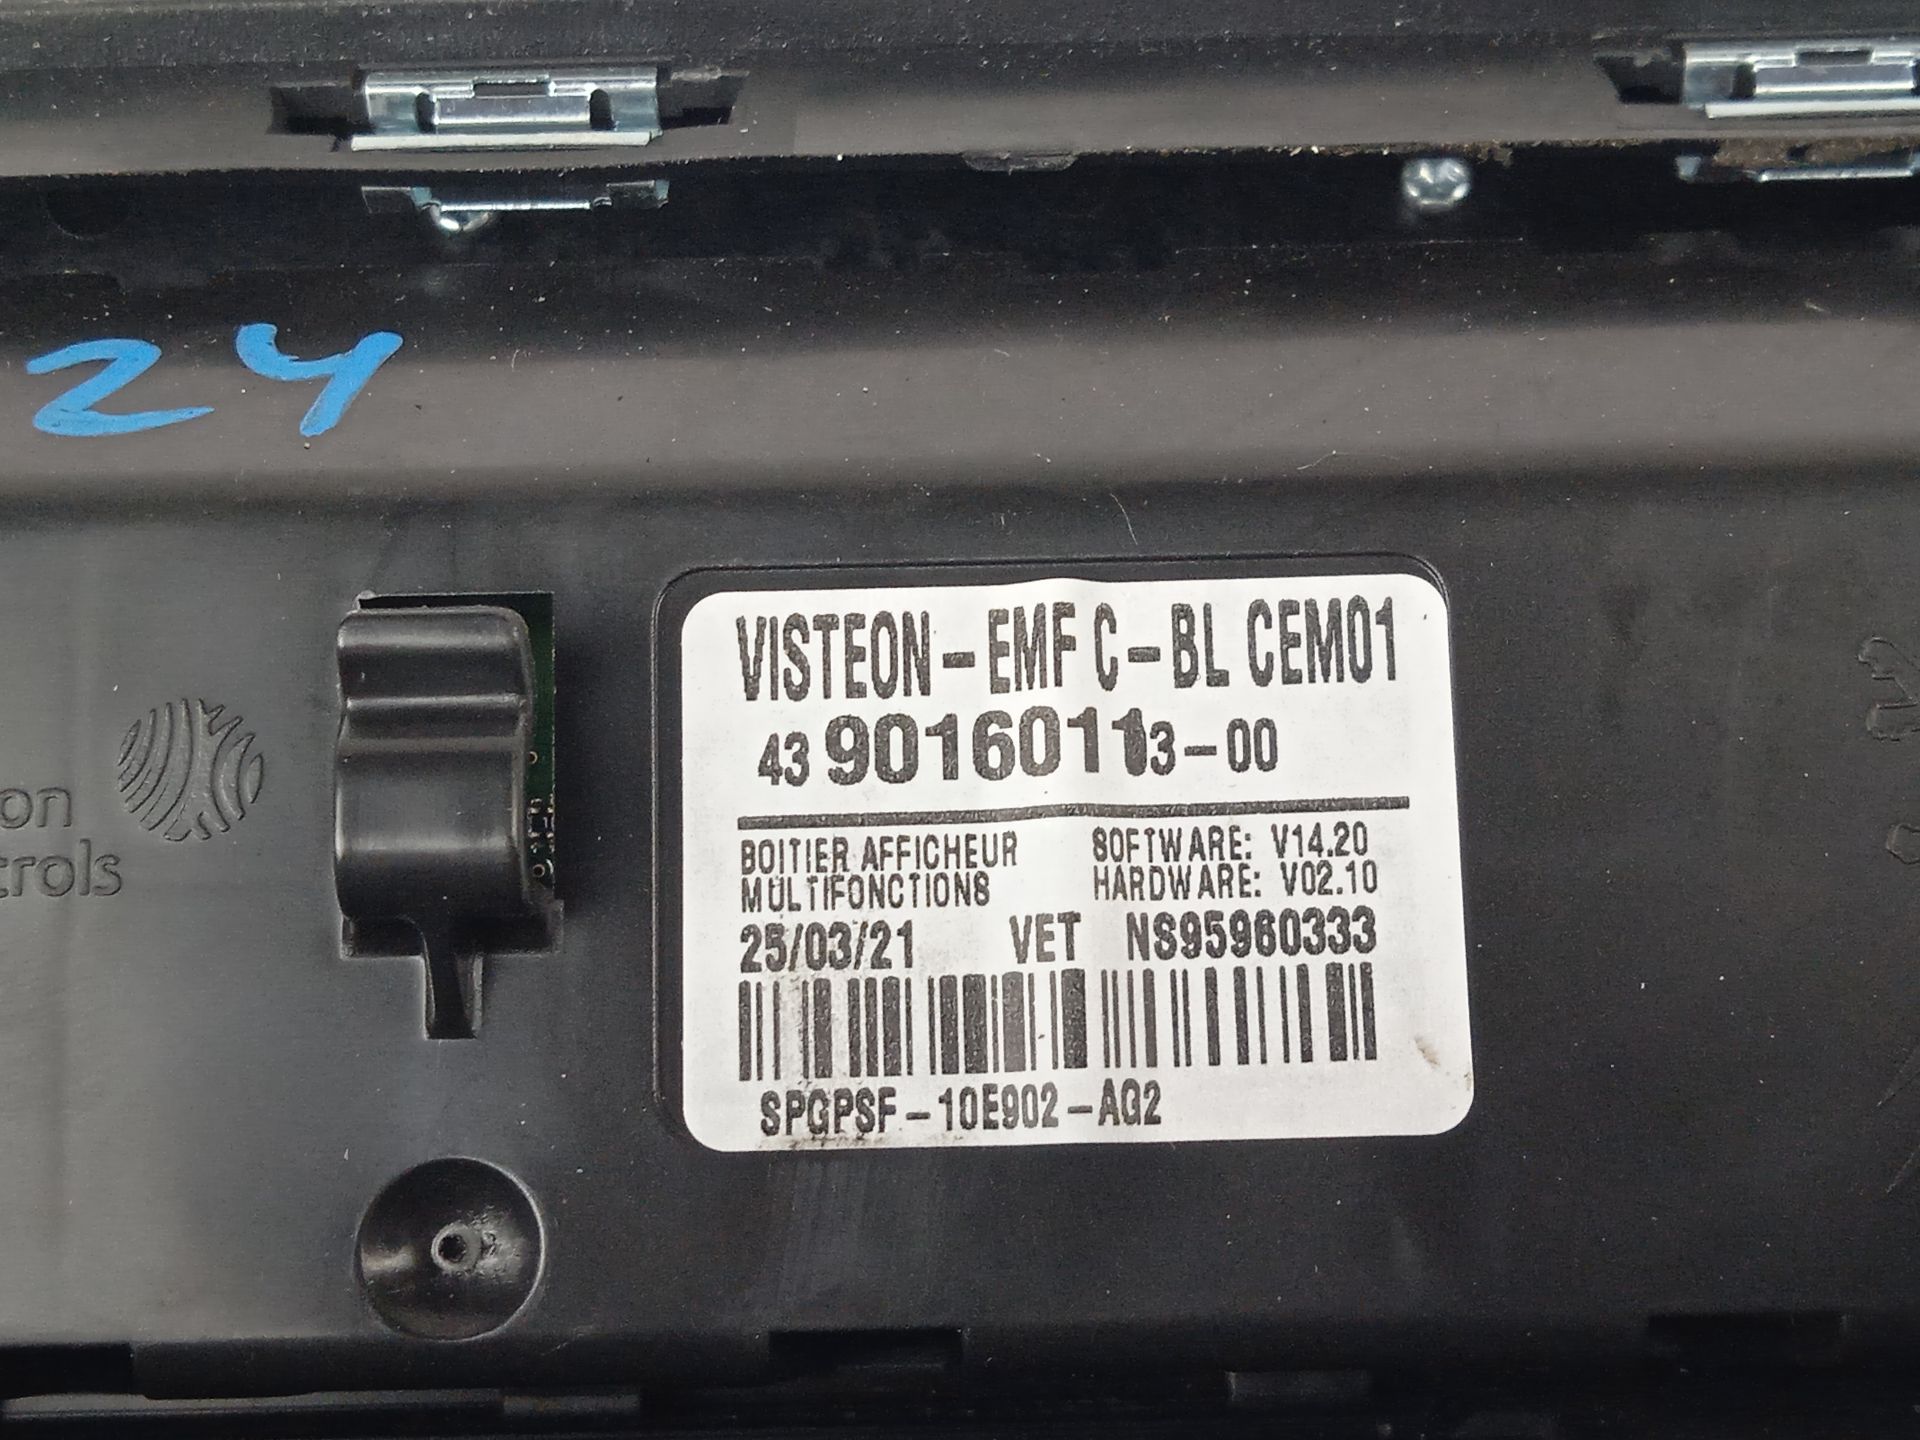 24
VISTEON-EMF C-BL CEM01
43 90160113-00
BOITIER AFFICHEUR SOFTWARE: V14.20
MULTIFONCTIONS HARDWARE: V02.10
25/03/21 VET NS95960333
SPGPSF-10E902-AG2